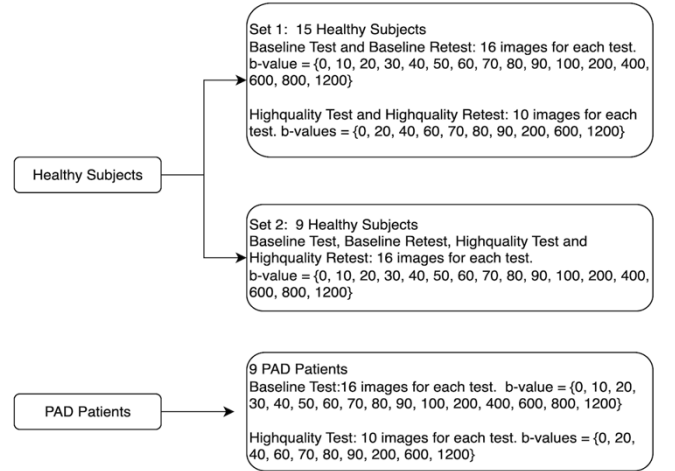 Set 1:  15 Healthy Subjects
Baseline Test and Baseline Retest: 16 images for each test.
b-value = {0, 10, 20, 30, 40, 50, 60, 70, 80, 90, 100, 200, 400,
600, 800, 1200}
Highquality Test and Highquality Retest: 10 images for each
test. b-values = {0, 20, 40, 60, 70, 80, 90, 200, 600, 1200}
Healthy Subjects
Set 2:  9 Healthy Subjects
Baseline Test, Baseline Retest, Highquality Test and
Highquality Retest: 16 images for each test.
b-value = {0, 10, 20, 30, 40, 50, 60, 70, 80, 90, 100, 200, 400,
600, 800, 1200}
PAD Patients
9 PAD Patients
Baseline Test:16 images for each test.  b-value = {0, 10, 20,
30, 40, 50, 60, 70, 80, 90, 100, 200, 400, 600, 800, 1200}
Highquality Test: 10 images for each test. b-values = {0, 20,
40, 60, 70, 80, 90, 200, 600, 1200}